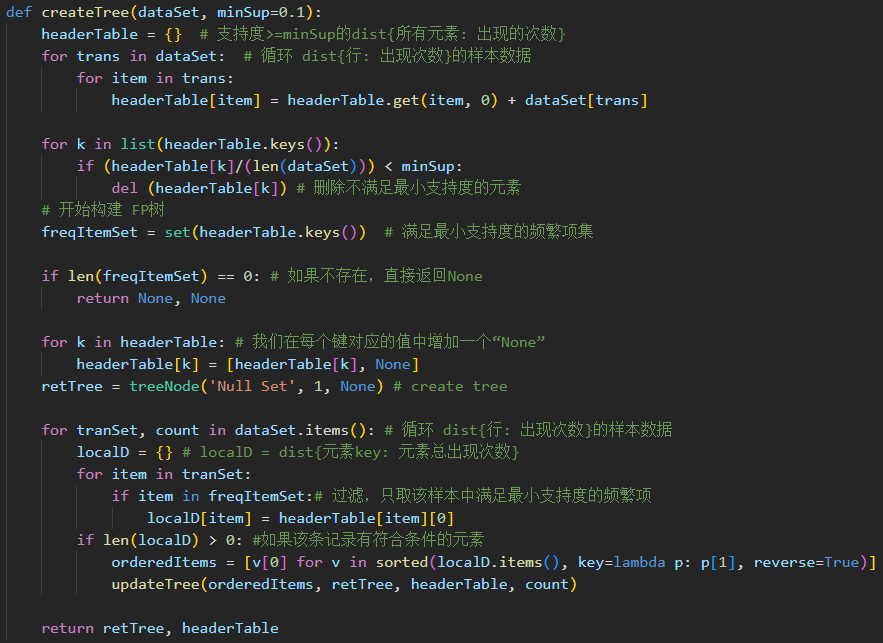 def createTree(dataSet, minSup=0.1):
    headerTable = {}  # 支持度>=minSup的dist{所有元素: 出现的次数}
    for trans in dataSet:  # 循环 dist{行: 出现次数}的样本数据
        for item in trans:
            headerTable[item] = headerTable.get(item, 0) + dataSet[trans]

    for k in list(headerTable.keys()):
        if (headerTable[k]/(len(dataSet))) < minSup:
            del (headerTable[k]) # 删除不满足最小支持度的元素
    # 开始构建 FP树
    freqItemSet = set(headerTable.keys())  # 满足最小支持度的频繁项集

    if len(freqItemSet) == 0: # 如果不存在，直接返回None
        return None, None

    for k in headerTable: # 我们在每个键对应的值中增加一个“None”
        headerTable[k] = [headerTable[k], None]
    retTree = treeNode('Null Set', 1, None) # create tree

    for tranSet, count in dataSet.items(): # 循环 dist{行: 出现次数}的样本数据
        localD = {} # localD = dist{元素key: 元素总出现次数}
        for item in tranSet:
            if item in freqItemSet:# 过滤，只取该样本中满足最小支持度的频繁项
                localD[item] = headerTable[item][0]
        if len(localD) > 0: #如果该条记录有符合条件的元素
            orderedItems = [v[0] for v in sorted(localD.items(), key=lambda p: p[1], reverse=True)]
            updateTree(orderedItems, retTree, headerTable, count)

    return retTree, headerTable